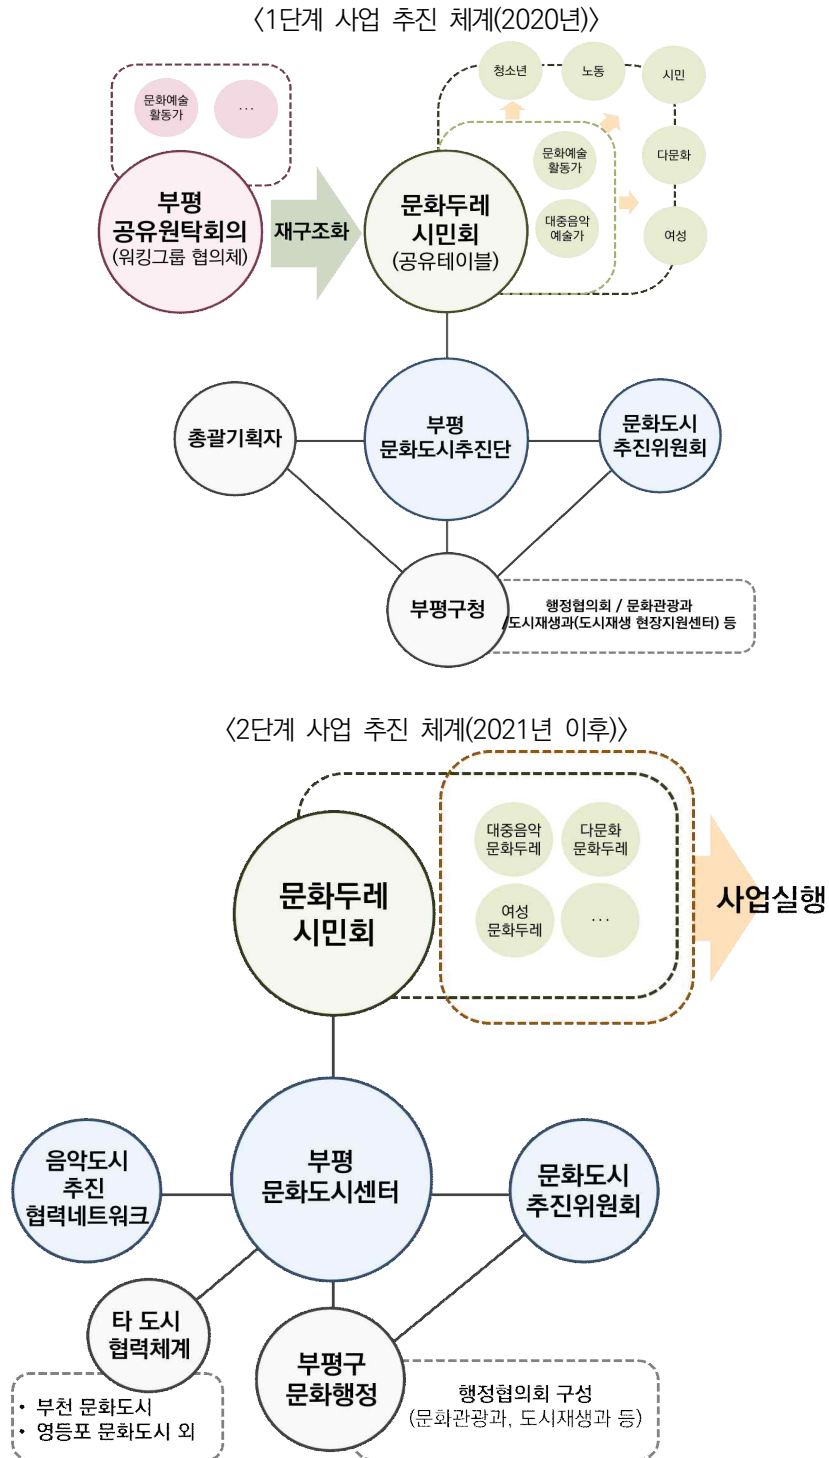 〈1단계 사업 추진 체계(2020년)〉
청소년
노동
시민
문화예술
활동가
...
문화예술
활동가
다문화
부평
공유원탁회의
(워킹그룹 협의체)
재구조화
문화두레
시민회
(공유테이블)
대중음악
예술가
여성
총괄기획자
부평
문화도시추진단
문화도시
추진위원회
부평구청
행정협의회 / 문화관광과
/도시재생과(도시재생 현장지원센터) 등
〈2단계 사업 추진 체계(2021년 이후)〉
문화두레
시민회
대중음악
문화두레
다문화
문화두레
여성
문화두레
...
사업실행
음악도시
추진
협력네트워크
부평
문화도시센터
문화도시
추진위원회
타 도시
협력체계
• 부천 문화도시
• 영등포 문화도시 외
부평구
문화행정
행정협의회 구성
(문화관광과, 도시재생과 등)